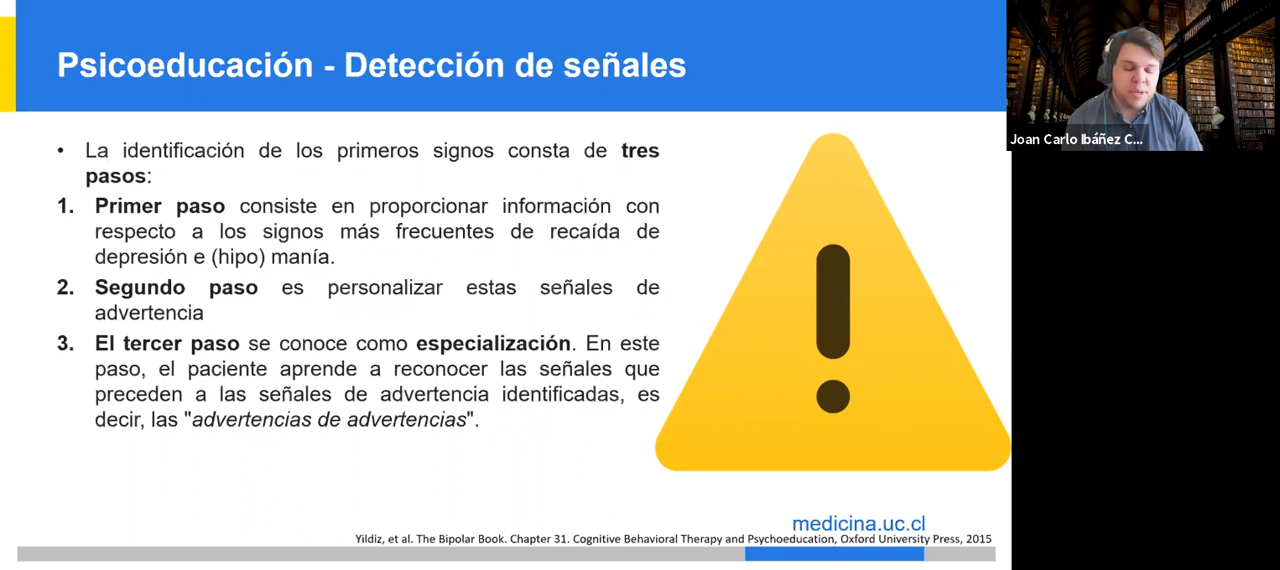 Psicoeducación - Detección de señales
Joan Carlo Ibáñez C...
• La identificación de los primeros signos consta de tres
pasos:
1. Primer paso consiste en proporcionar información con
respecto a los signos más frecuentes de recaída de
depresión e (hipo) manía.
2. Segundo paso es personalizar estas señales de
advertencia
3. El tercer paso se conoce como especialización. En este
paso, el paciente aprende a reconocer las señales que
preceden a las señales de advertencia identificadas, es
decir, las "advertencias de advertencias".
medicina.uc.cl
Yildiz, et al. The Bipolar Book. Chapter 31. Cognitive Behavioral Therapy and Psychoeducation, Oxford University Press, 2015